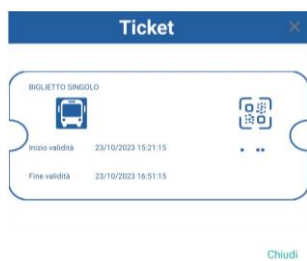 Ticket
BIGLIETTO SINGOLO
Inizio validità 23/10/2023 15:21:15
Fine validità 23/10/2023 16:51:15
Chiudi